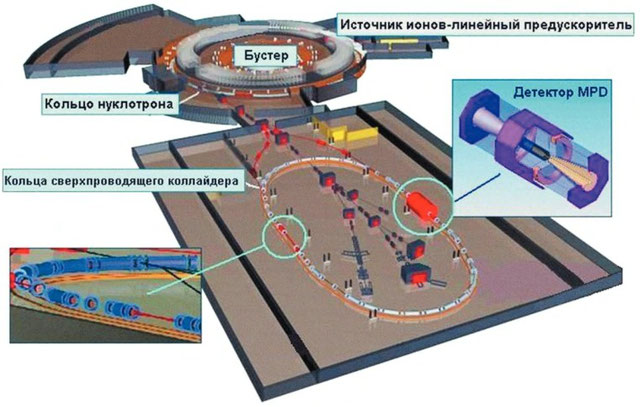 Источник ионов-линейный предускоритель
Бустер
Кольцо нуклотрона
Детектор MPD
Кольца сверхпроводящего коллайдера